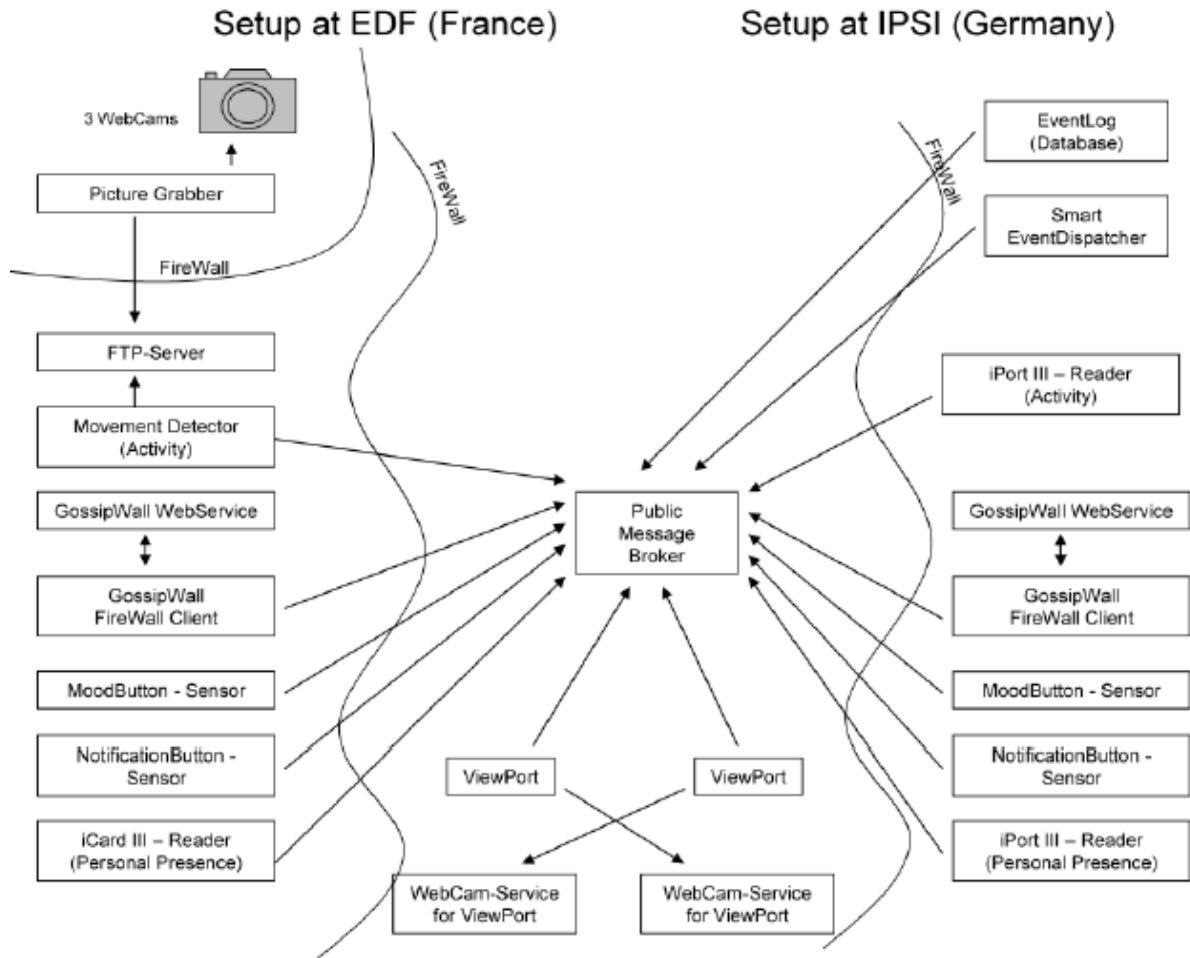 Setup at EDF (France)
Setup at IPSI (Germany)
3 WebCams
Picture Grabber
FireWall
FTP-Server
Movement Detector
(Activity)
GossipWall WebService
GossipWall
FireWall Client
MoodButton - Sensor
NotificationButton -
Sensor
iCard III – Reader
(Personal Presence)
FireWall
Public
Message
Broker
ViewPort
ViewPort
WebCam-Service
for ViewPort
WebCam-Service
for ViewPort
FireWall
EventLog
(Database)
Smart
EventDispatcher
iPort III – Reader
(Activity)
GossipWall WebService
GossipWall
FireWall Client
MoodButton - Sensor
NotificationButton -
Sensor
iPort III – Reader
(Personal Presence)